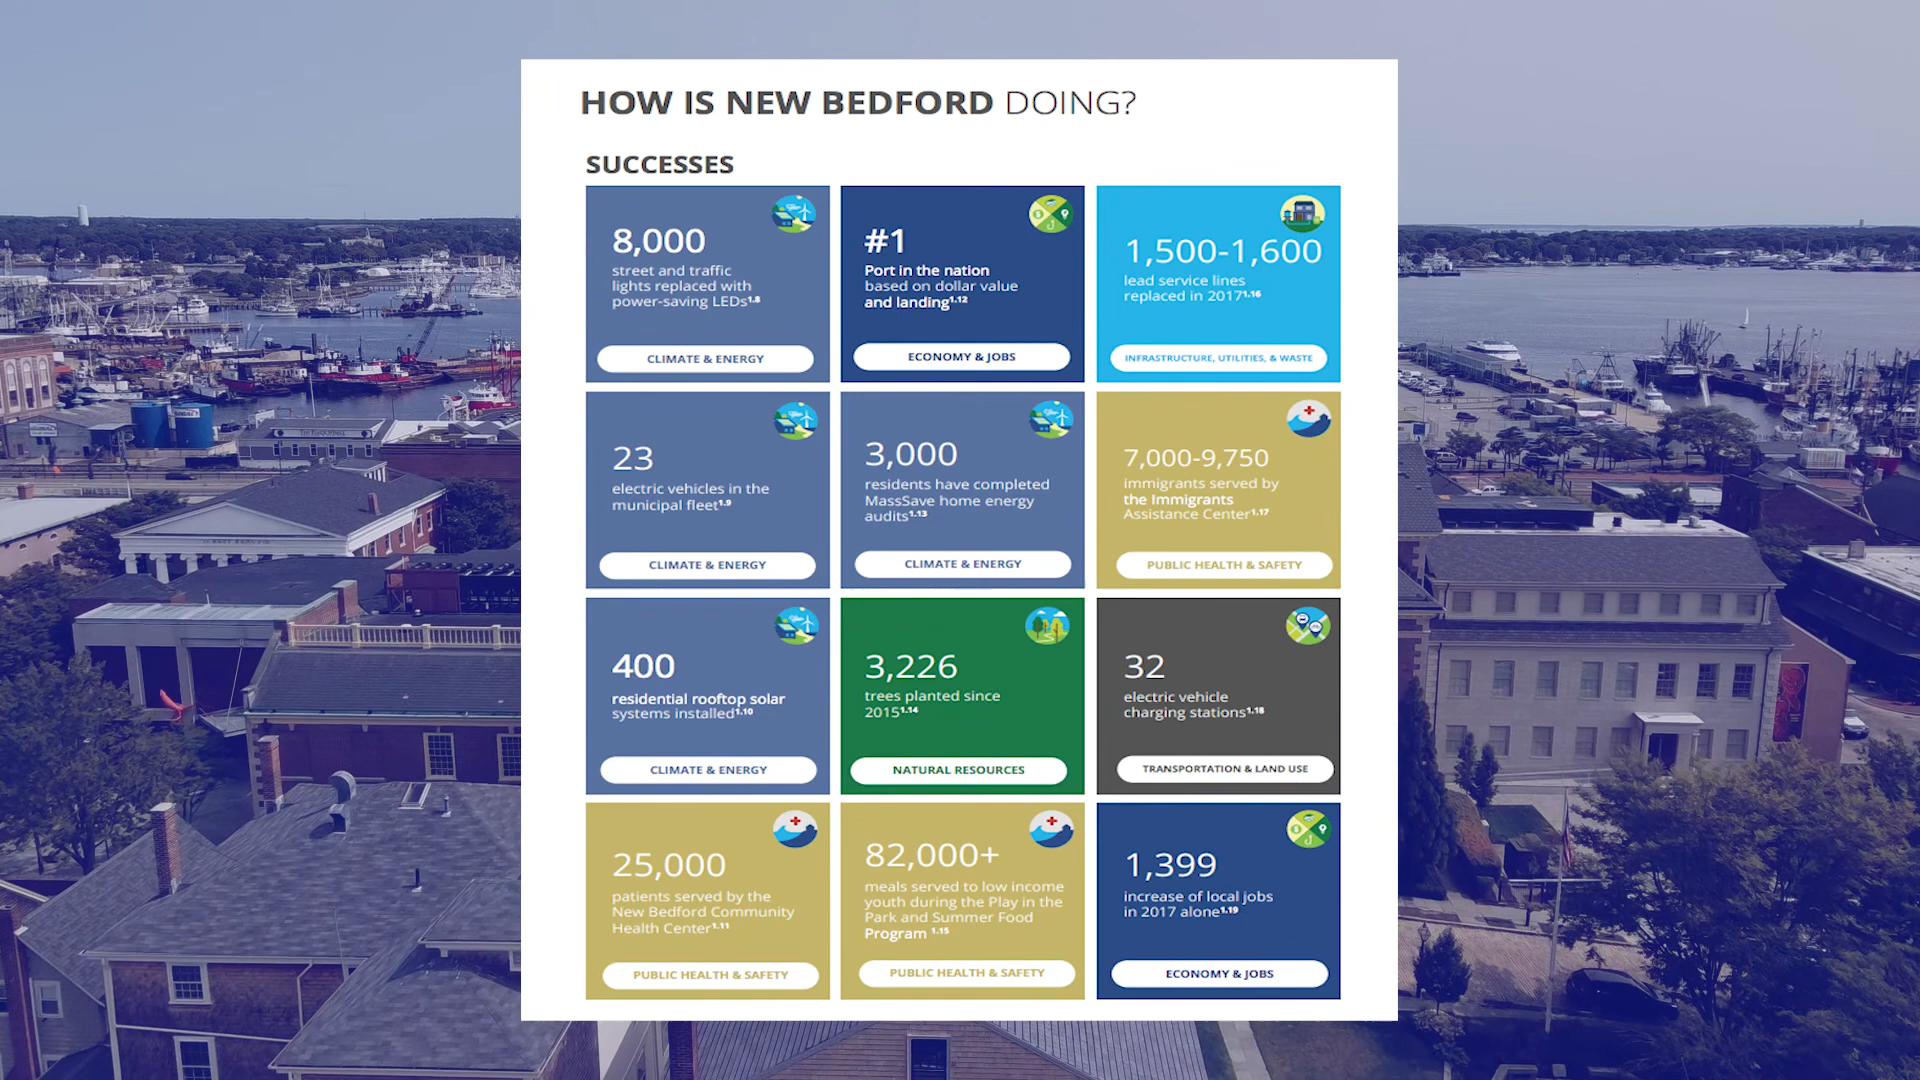 HOW IS NEW BEDFORD DOING?
SUCCESSES
8,000
street and traffic
lights replaced with
power-saving LEDs1.8
CLIMATE & ENERGY
#1
Port in the nation
based on dollar value
and landing1.12
ECONOMY & JOBS
1,500-1,600
lead service lines
replaced in 20171.16
INFRASTRUCTURE, UTILITIES, & WASTE
23
electric vehicles in the
municipal fleet1.9
CLIMATE & ENERGY
3,000
residents have completed
MassSave home energy
audits1.13
CLIMATE & ENERGY
7,000-9,750
immigrants served by
the Immigrants
Assistance Center1.17
PUBLIC HEALTH & SAFETY
400
residential rooftop solar
systems installed1.10
CLIMATE & ENERGY
3,226
trees planted since
20151.14
NATURAL RESOURCES
32
electric vehicle
charging stations1.18
TRANSPORTATION & LAND USE
25,000
patients served by the
New Bedford Community
Health Center1.11
PUBLIC HEALTH & SAFETY
82,000+
meals served to low income
youth during the Play in the
Park and Summer Food
Program 1.15
PUBLIC HEALTH & SAFETY
1,399
increase of local jobs
in 2017 alone1.19
ECONOMY & JOBS